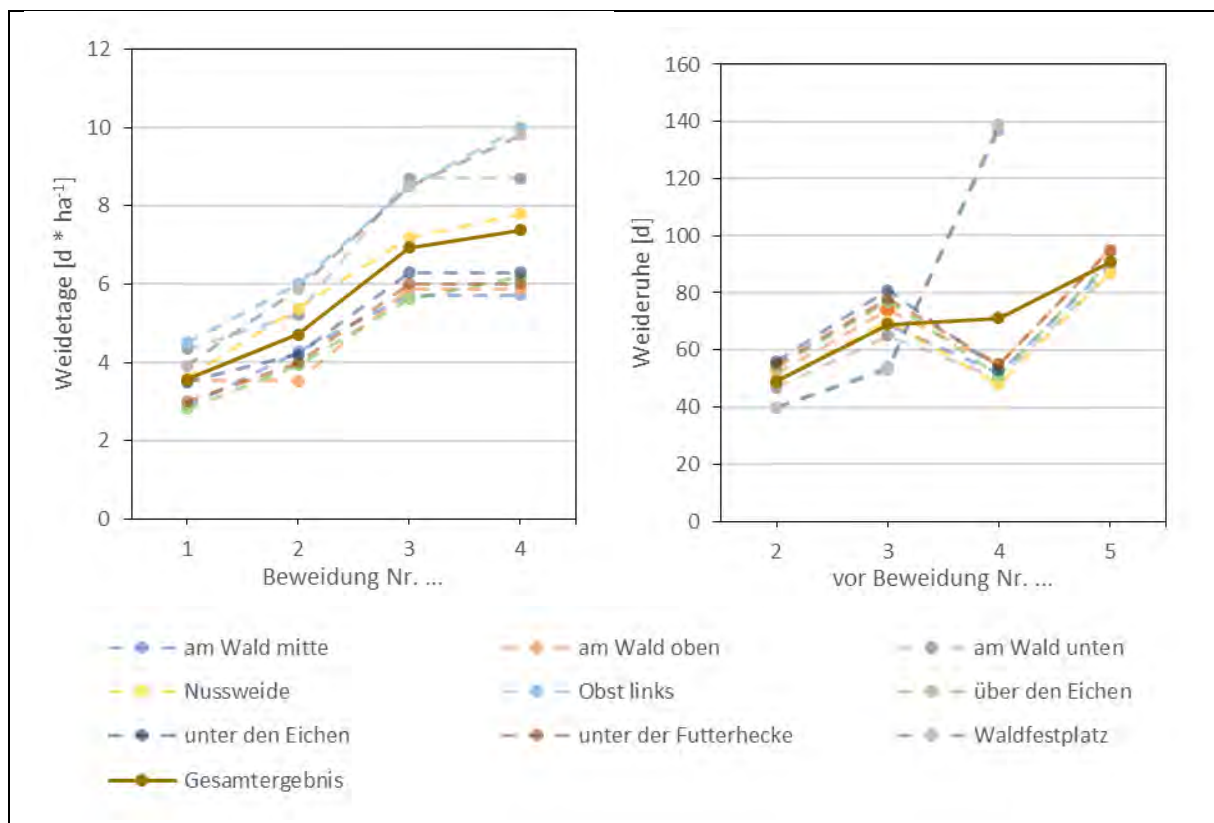 12
10
8
6
4
2
0
Weidetage [d * ha⁻¹]
1 2 3 4
Beweidung Nr. ...
160
140
120
100
80
60
40
20
0
Weideruhe [d]
2 3 4 5
vor Beweidung Nr. ...
am Wald mitte am Wald oben am Wald unten
Nussweide Obst links über den Eichen
unter den Eichen unter der Futterhecke Waldfestplatz
Gesamtergebnis